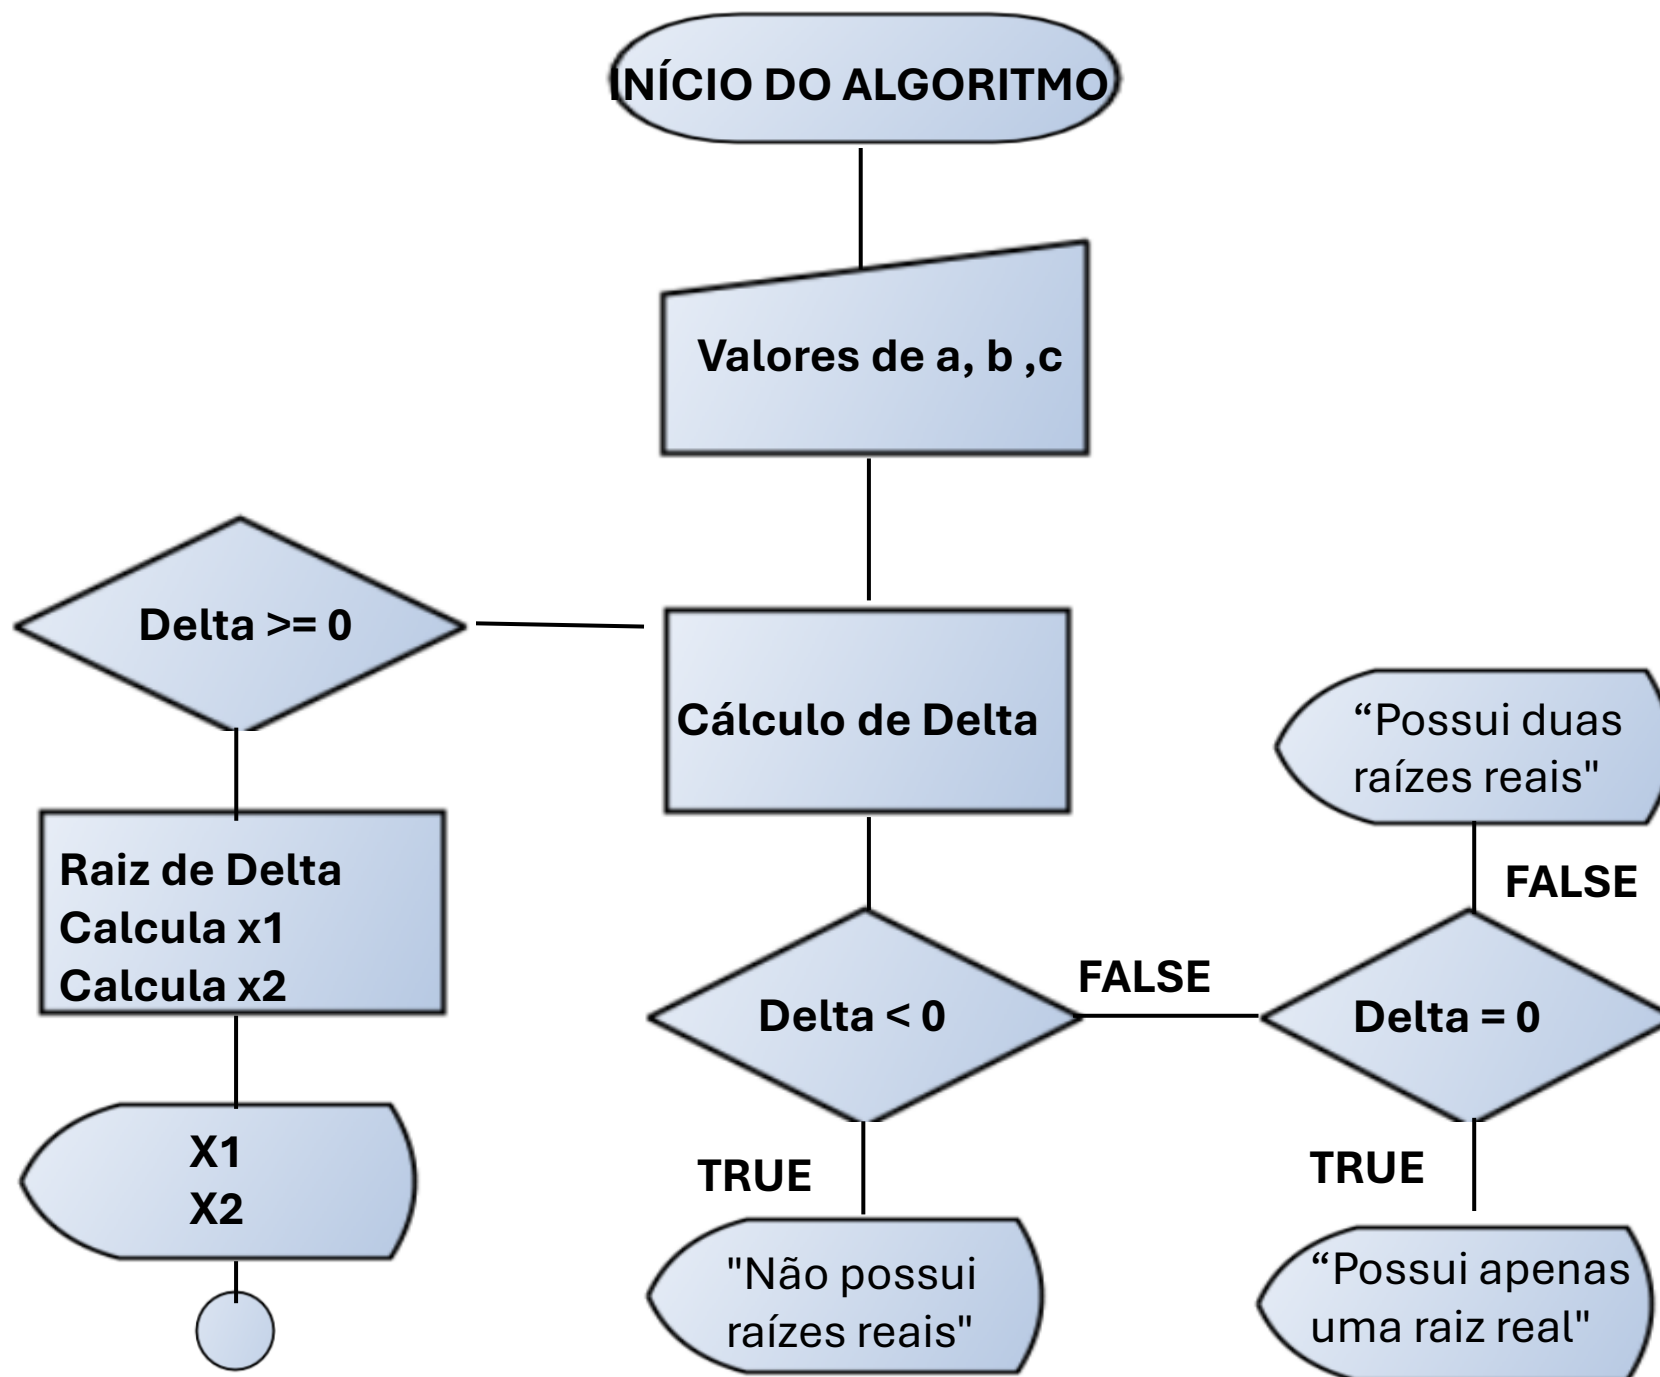 INÍCIO DO ALGORITMO
Valores de a, b ,c
Delta >= 0
Cálculo de Delta
“Possui duas
raízes reais"
Raiz de Delta
Calcula x1
Calcula x2
FALSE
FALSE
Delta < 0
Delta = 0
X1
X2
TRUE
TRUE
"Não possui
raízes reais"
“Possui apenas
uma raiz real"